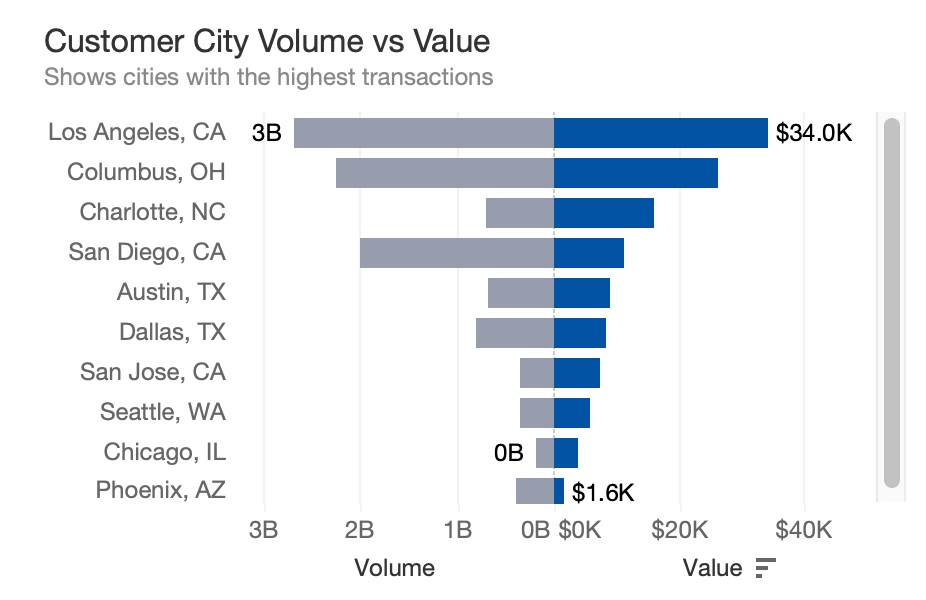 Customer City Volume vs Value
Shows cities with the highest transactions
Los Angeles, CA 3B $34.0K
Columbus, OH
Charlotte, NC
San Diego, CA
Austin, TX
Dallas, TX
San Jose, CA
Seattle, WA
Chicago, IL 0B
Phoenix, AZ $1.6K
3B 2B 1B 0B $0K $20K $40K
Volume Value